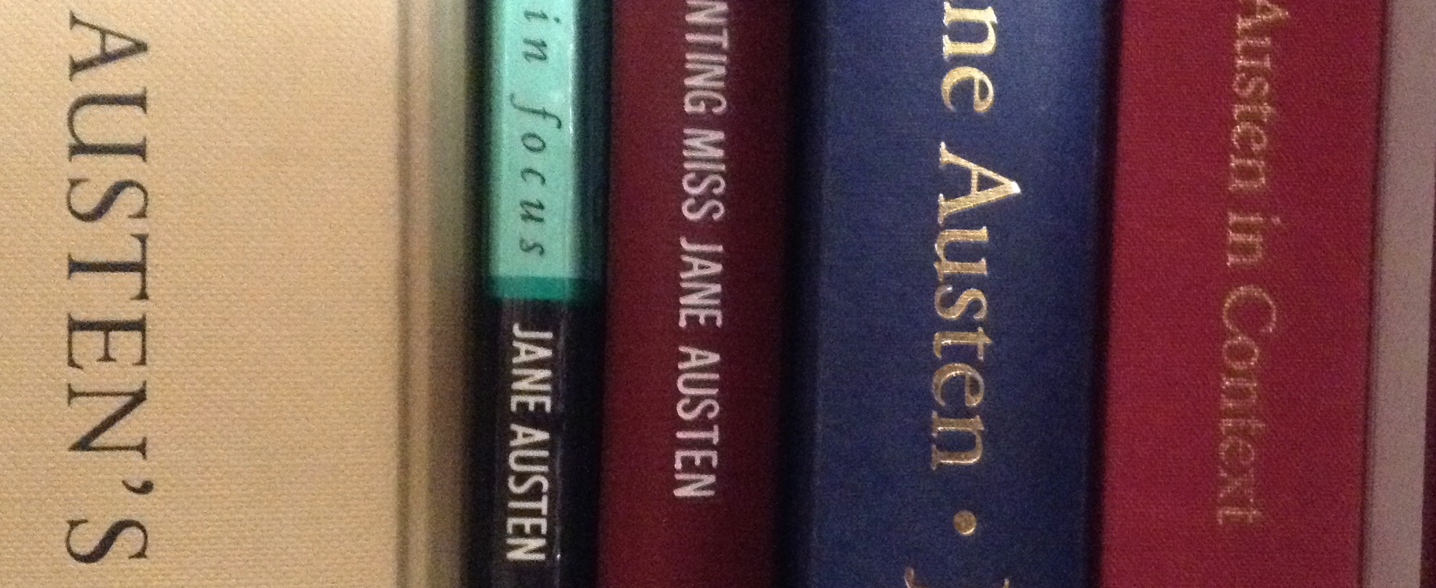 AUSTEN'S
in focus
JANE AUSTEN
NTING MISS JANE AUSTEN
ne Austen •
Austen in Context